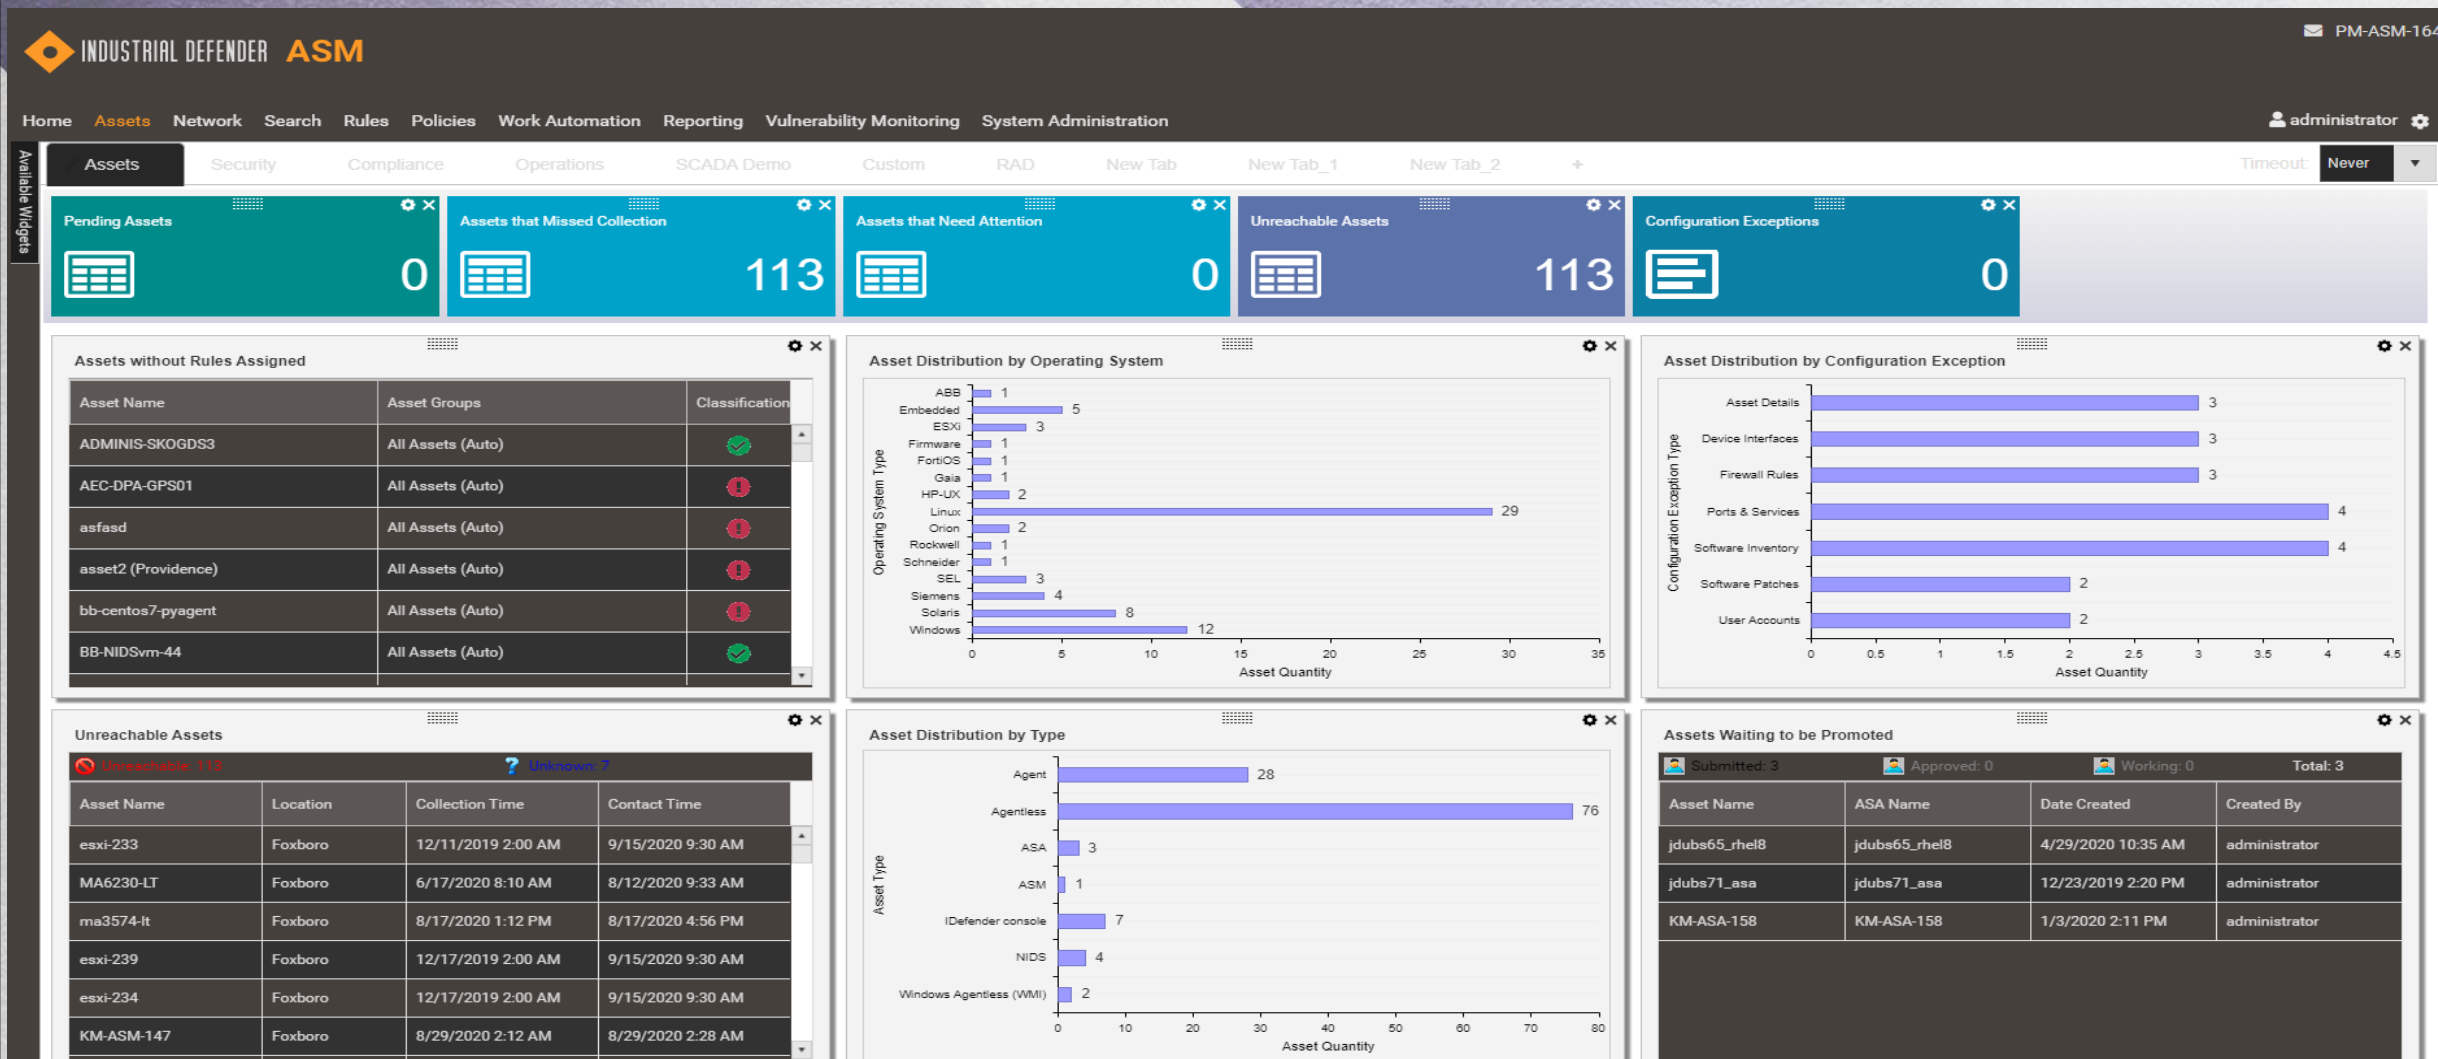 INDUSTRIAL DEFENDER ASM
PM-ASM-164
Home Assets Network Search Rules Policies Work Automation Reporting Vulnerability Monitoring System Administration
administrator
Available Widgets
Assets Security Compliance Operations SCADA Demo Custom RAD New Tab New Tab_1 New Tab_2 +
Timeout: Never
Pending Assets
0
Assets that Missed Collection
113
Assets that Need Attention
0
Unreachable Assets
113
Configuration Exceptions
0
Assets without Rules Assigned
Asset Name Asset Groups Classification
ADMINIS-SKOGDS3 All Assets (Auto)
AEC-DPA-GPS01 All Assets (Auto)
asfasd All Assets (Auto)
asset2 (Providence) All Assets (Auto)
bb-centos7-pyagent All Assets (Auto)
BB-NIDSvm-44 All Assets (Auto)
Asset Distribution by Operating System
Operating System Type
ABB 1
Embedded 5
ESXi 3
Firmware 1
FortiOS 1
Gaia 1
HP-UX 2
Linux 29
Orion 2
Rockwell 1
Schneider 1
SEL 3
Siemens 4
Solaris 8
Windows 12
0 5 10 15 20 25 30 35
Asset Quantity
Asset Distribution by Configuration Exception
Configuration Exception Type
Asset Details 3
Device Interfaces 3
Firewall Rules 3
Ports & Services 4
Software Inventory 4
Software Patches 2
User Accounts 2
0 0.5 1 1.5 2 2.5 3 3.5 4 4.5
Asset Quantity
Unreachable Assets
Unreachable: 113 Unknown: 7
Asset Name Location Collection Time Contact Time
esxi-233 Foxboro 12/11/2019 2:00 AM 9/15/2020 9:30 AM
MA6230-LT Foxboro 6/17/2020 8:10 AM 8/12/2020 9:33 AM
ma3574-lt Foxboro 8/17/2020 1:12 PM 8/17/2020 4:56 PM
esxi-239 Foxboro 12/17/2019 2:00 AM 9/15/2020 9:30 AM
esxi-234 Foxboro 12/17/2019 2:00 AM 9/15/2020 9:30 AM
KM-ASM-147 Foxboro 8/29/2020 2:12 AM 8/29/2020 2:28 AM
Asset Distribution by Type
Asset Type
Agent 28
Agentless 76
ASA 3
ASM 1
IDefender console 7
NIDS 4
Windows Agentless (WMI) 2
0 10 20 30 40 50 60 70 80
Asset Quantity
Assets Waiting to be Promoted
Submitted: 3 Approved: 0 Working: 0 Total: 3
Asset Name ASA Name Date Created Created By
jdubs65_rhel8 jdubs65_rhel8 4/29/2020 10:35 AM administrator
jdubs71_asa jdubs71_asa 12/23/2019 2:20 PM administrator
KM-ASA-158 KM-ASA-158 1/3/2020 2:11 PM administrator